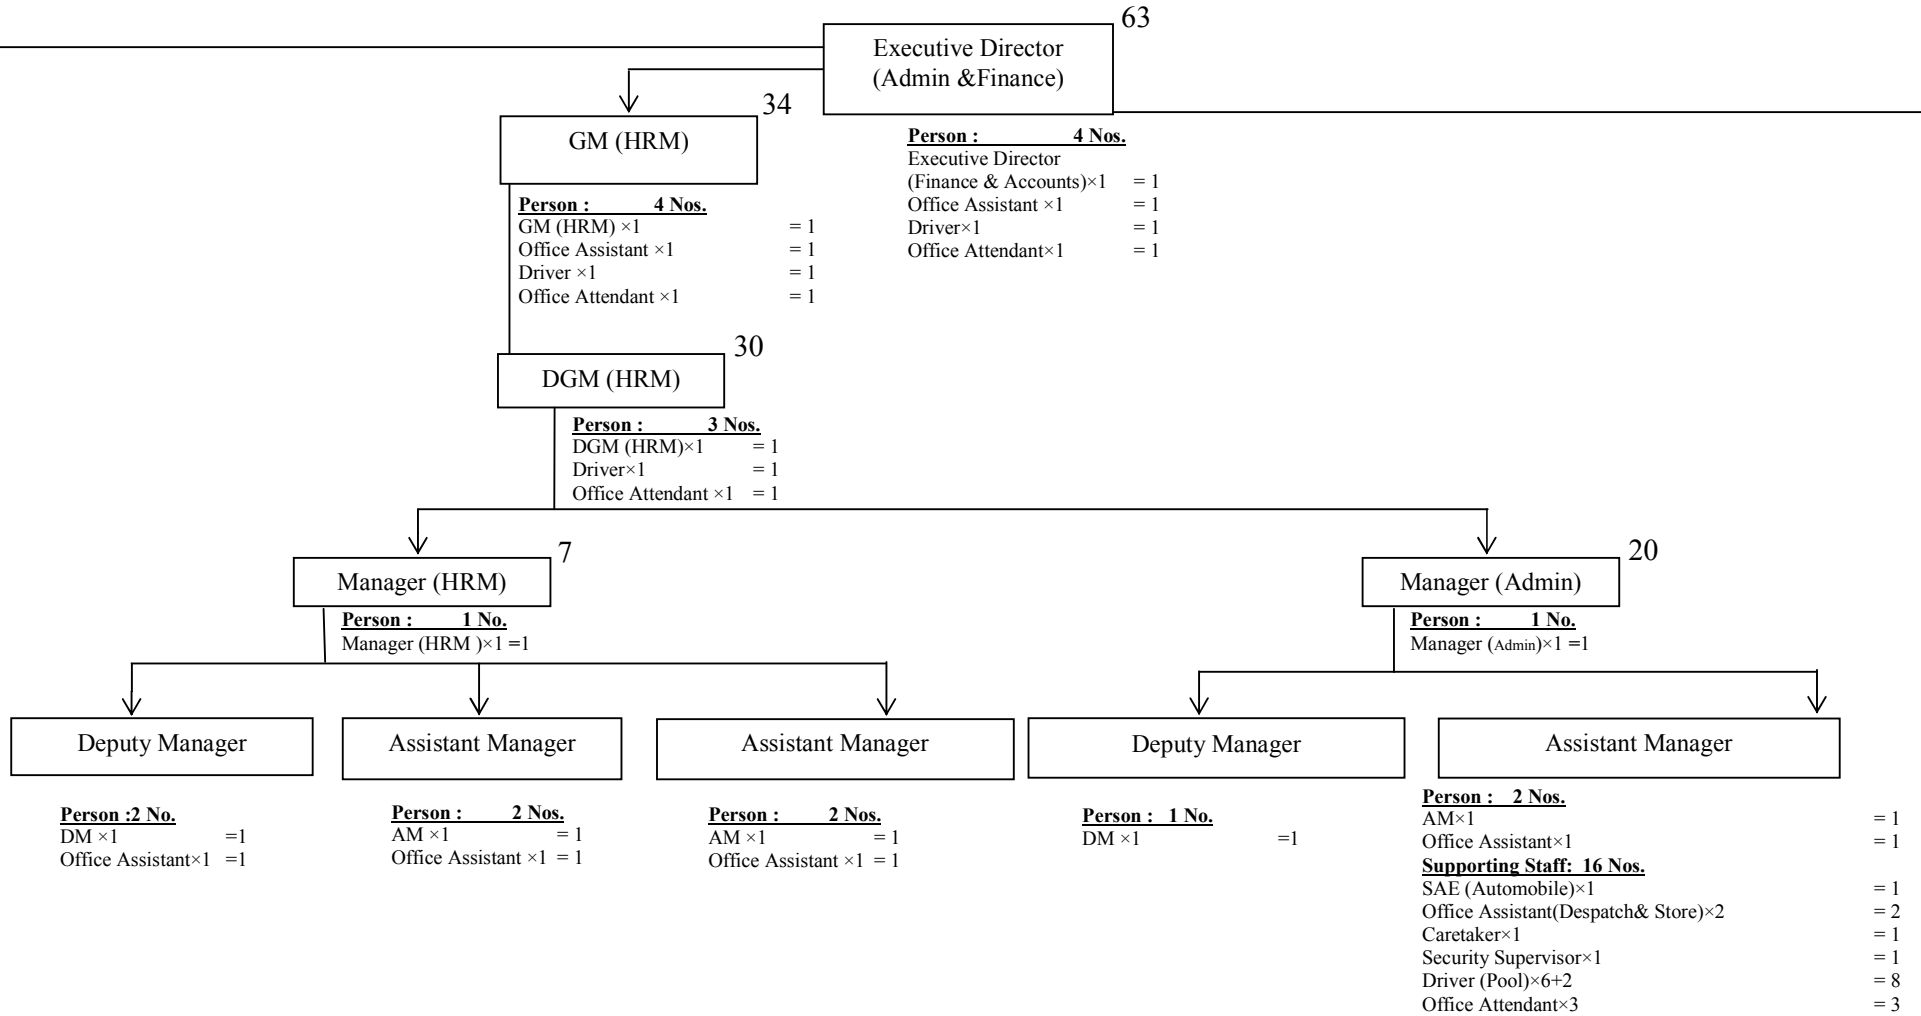 63
Executive Director
(Admin &Finance)
34
GM (HRM)
Person : 4 Nos.
Executive Director
(Finance & Accounts)×1 = 1
Office Assistant ×1 = 1
Driver×1 = 1
Office Attendant×1 = 1
Person : 4 Nos.
GM (HRM) ×1 = 1
Office Assistant ×1 = 1
Driver ×1 = 1
Office Attendant ×1 = 1
30
DGM (HRM)
Person : 3 Nos.
DGM (HRM)×1 = 1
Driver×1 = 1
Office Attendant ×1 = 1
7
Manager (HRM)
Person : 1 No.
Manager (HRM )×1 =1
20
Manager (Admin)
Person : 1 No.
Manager (Admin)×1 =1
Deputy Manager
Person :2 No.
DM ×1 =1
Office Assistant×1 =1
Assistant Manager
Person : 2 Nos.
AM ×1 = 1
Office Assistant ×1 = 1
Assistant Manager
Person : 2 Nos.
AM ×1 = 1
Office Assistant ×1 = 1
Deputy Manager
Person : 1 No.
DM ×1 =1
Assistant Manager
Person : 2 Nos.
AM×1 = 1
Office Assistant×1 = 1
Supporting Staff: 16 Nos.
SAE (Automobile)×1 = 1
Office Assistant(Despatch& Store)×2 = 2
Caretaker×1 = 1
Security Supervisor×1 = 1
Driver (Pool)×6+2 = 8
Office Attendant×3 = 3